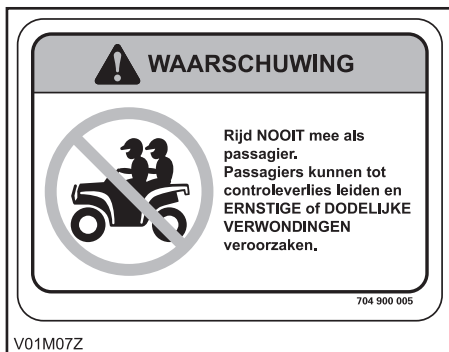 WAARSCHUWING
Rijd NOOIT mee als
passagier.
Passagiers kunnen tot
controleverlies leiden en
ERNSTIGE of DODELIJKE
VERWONDINGEN
veroorzaken.
704 900 005
V01M07Z